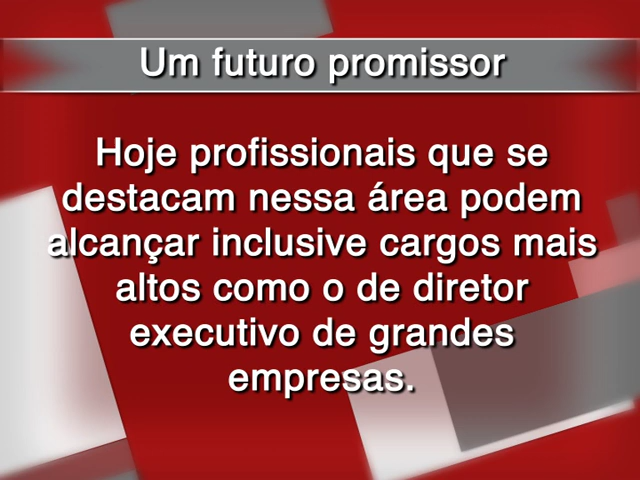 Um futuro promissor
Hoje profissionais que se
destacam nessa área podem
alcançar inclusive cargos mais
altos como o de diretor
executivo de grandes
empresas.